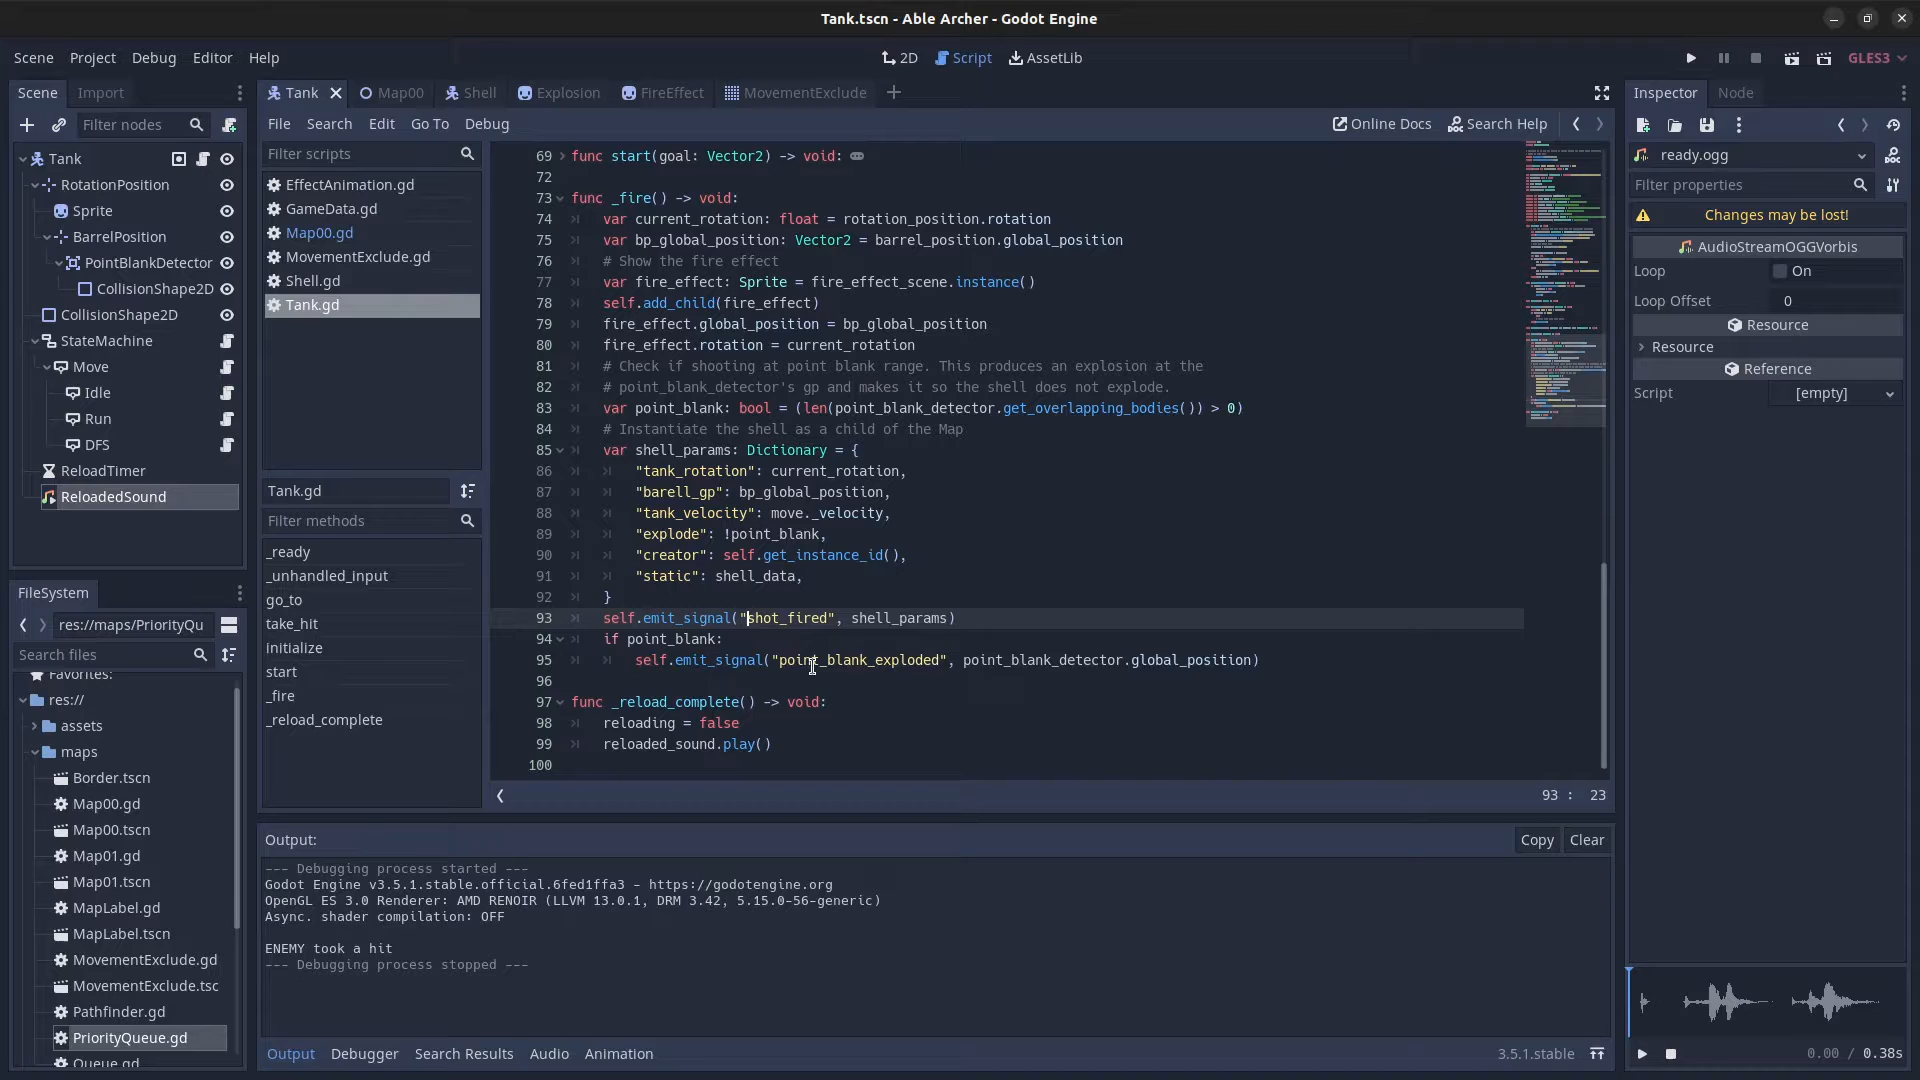 Tank.tscn - Able Archer - Godot Engine
Scene Project Debug Editor Help
2D Script AssetLib
GLES3
Scene Import
Filter nodes
Tank
RotationPosition
Sprite
BarrelPosition
PointBlankDetector
CollisionShape2D
CollisionShape2D
StateMachine
Move
Idle
Run
DFS
ReloadTimer
ReloadedSound
FileSystem
res://maps/PriorityQu
Search files
Favorites:
res://
assets
maps
Border.tscn
Map00.gd
Map00.tscn
Map01.gd
Map01.tscn
MapLabel.gd
MapLabel.tscn
MovementExclude.gd
MovementExclude.tsc
Pathfinder.gd
PriorityQueue.gd
Queue.gd
Tank Map00 Shell Explosion FireEffect MovementExclude
File Search Edit Go To Debug
Online Docs Search Help
Filter scripts
EffectAnimation.gd
GameData.gd
Map00.gd
MovementExclude.gd
Shell.gd
Tank.gd
Tank.gd
Filter methods
_ready
_unhandled_input
go_to
take_hit
initialize
start
_fire
_reload_complete
69 func start(goal: Vector2) -> void:
72
73 func _fire() -> void:
74 var current_rotation: float = rotation_position.rotation
75 var bp_global_position: Vector2 = barrel_position.global_position
76 # Show the fire effect
77 var fire_effect: Sprite = fire_effect_scene.instance()
78 self.add_child(fire_effect)
79 fire_effect.global_position = bp_global_position
80 fire_effect.rotation = current_rotation
81 # Check if shooting at point blank range. This produces an explosion at the
82 # point_blank_detector's gp and makes it so the shell does not explode.
83 var point_blank: bool = (len(point_blank_detector.get_overlapping_bodies()) > 0)
84 # Instantiate the shell as a child of the Map
85 var shell_params: Dictionary = {
86 "tank_rotation": current_rotation,
87 "barell_gp": bp_global_position,
88 "tank_velocity": move._velocity,
89 "explode": !point_blank,
90 "creator": self.get_instance_id(),
91 "static": shell_data,
92 }
93 self.emit_signal("shot_fired", shell_params)
94 if point_blank:
95 self.emit_signal("point_blank_exploded", point_blank_detector.global_position)
96
97 func _reload_complete() -> void:
98 reloading = false
99 reloaded_sound.play()
100
93 : 23
Output:
Copy Clear
--- Debugging process started ---
Godot Engine v3.5.1.stable.official.6fed1ffa3 - https://godotengine.org
OpenGL ES 3.0 Renderer: AMD RENOIR (LLVM 13.0.1, DRM 3.42, 5.15.0-56-generic)
Async. shader compilation: OFF
ENEMY took a hit
--- Debugging process stopped ---
Output Debugger Search Results Audio Animation
3.5.1.stable
Inspector Node
ready.ogg
Filter properties
Changes may be lost!
AudioStreamOGGVorbis
Loop On
Loop Offset 0
Resource
Resource
Reference
Script [empty]
0.00 / 0.38s